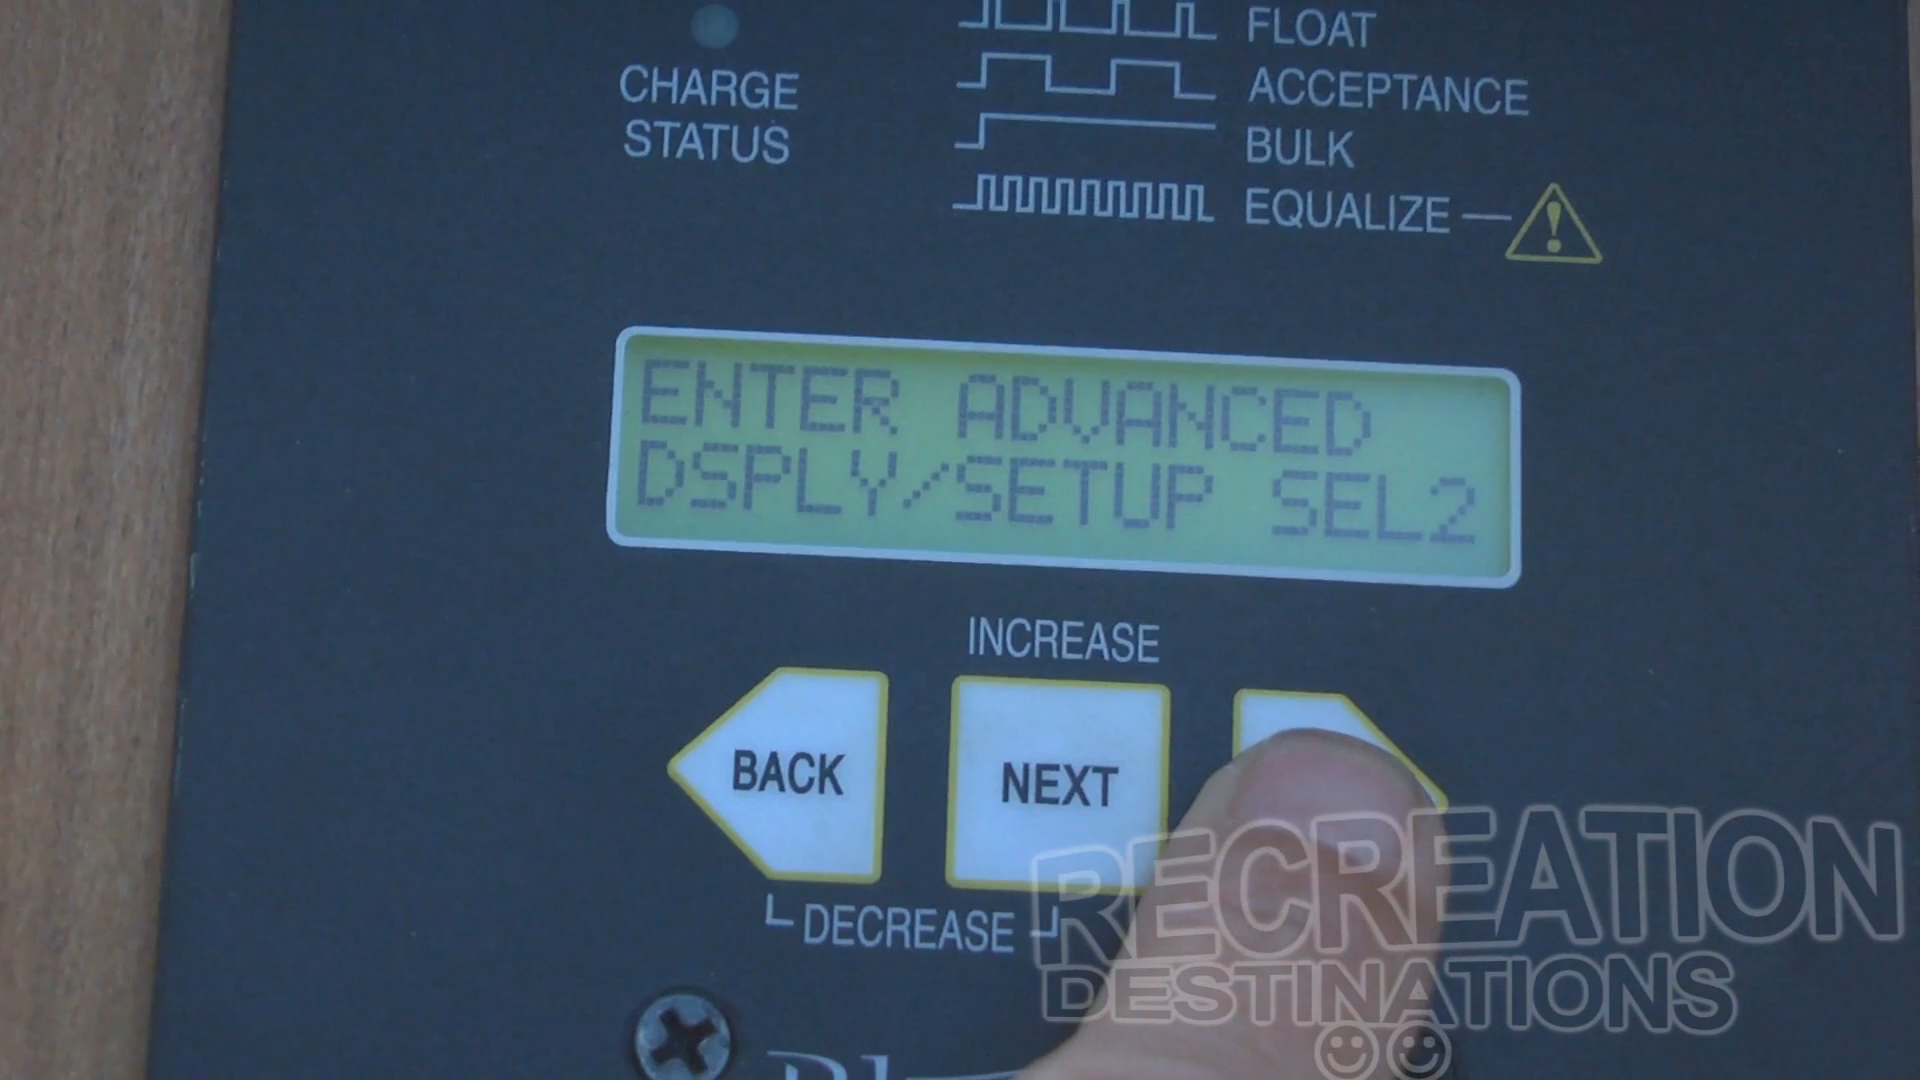 FLOAT
CHARGE STATUS
ACCEPTANCE
BULK
EQUALIZE
ENTER ADVANCED
DSPLY/SETUP SEL2
INCREASE
BACK
NEXT
DECREASE
RECREATION
DESTINATIONS